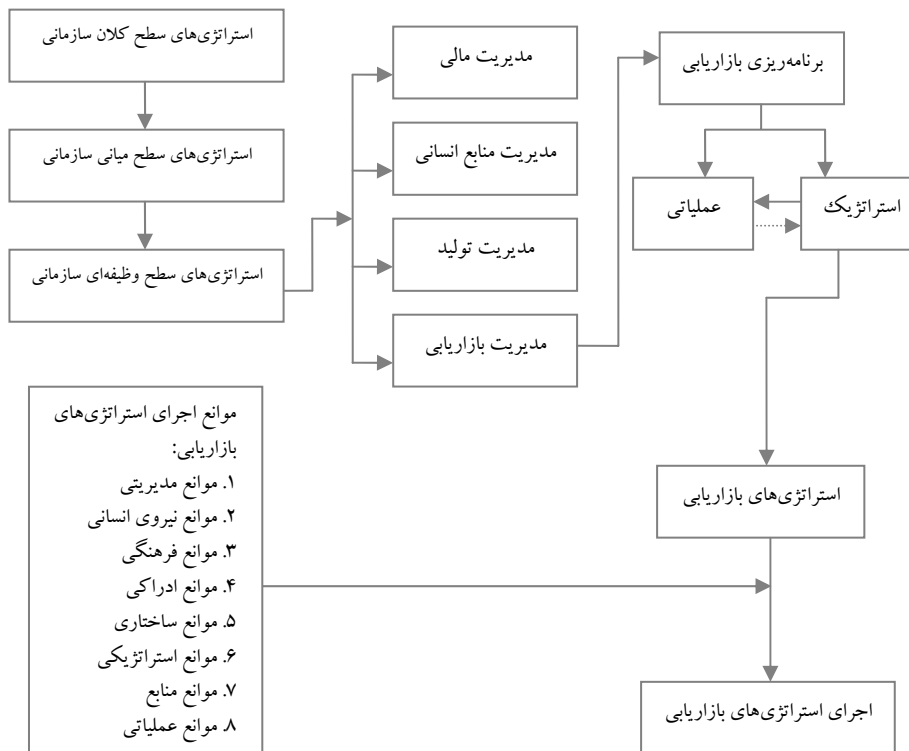 استراتژی‌های سطح کلان سازمانی
استراتژی‌های سطح میانی سازمانی
استراتژی‌های سطح وظیفه‌ای سازمانی
مدیریت مالی
مدیریت منابع انسانی
مدیریت تولید
مدیریت بازاریابی
برنامه‌ریزی بازاریابی
استراتژیک
عملیاتی
استراتژی‌های بازاریابی
اجرای استراتژی‌های بازاریابی
موانع اجرای استراتژی‌های
بازاریابی:
۱. موانع مدیریتی
۲. موانع نیروی انسانی
۳. موانع فرهنگی
۴. موانع ادراکی
۵. موانع ساختاری
۶. موانع استراتژیکی
۷. موانع منابع
۸. موانع عملیاتی